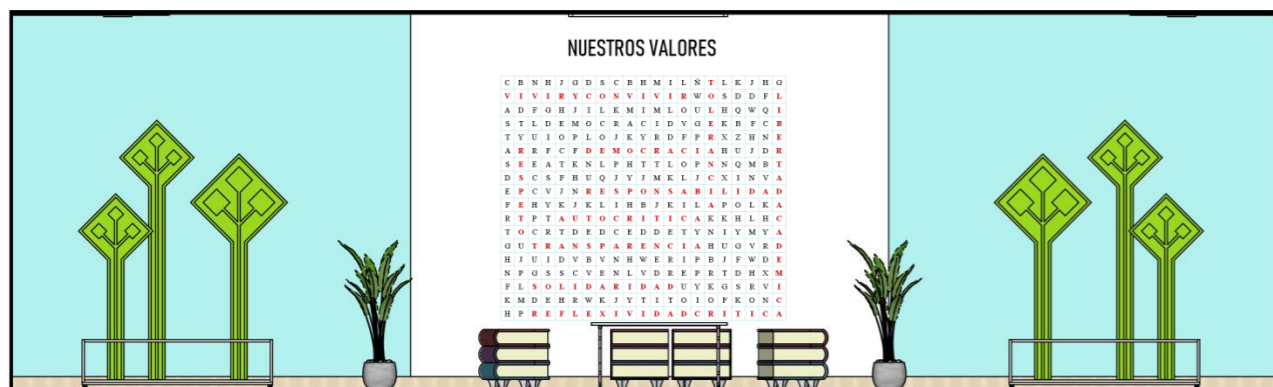 NUESTROS VALORES
C B N H J G D S C B H M I L Ñ T L K J H G
V I V I R Y C O N V I V I R W O S D D F L
A D F G H J I L K M I M L O U L H Q W Q I
S T L D E M O C R A C I D V G E K B F C B
T Y U I O P L O J K Y R D F P R X Z H N E
A R R F C F D E M O C R A C I A H U J D R
S E E A T K N L P H T T L O P N N Q M B T
D S C S F H U Q J Y J M K L J C X I N V A
E P C V J N R E S P O N S A B I L I D A D
F E H Y K J K L I H B J K I L A P O L K A
R T P T A U T O C R I T I C A K K H L H C
T O C R T D E D C E D D E T Y N I Y M Y A
G U T R A N S P A R E N C I A H U G V R D
H J U I D V B V N H W E R I P B J F W D E
N P G S S C V E N L V D R E P R T D H X M
F L S O L I D A R I D A D U Y K G S R V I
K M D E H R W K J Y T I T O I O F K O N C
H P R E F L E X I V I D A D C R I T I C A